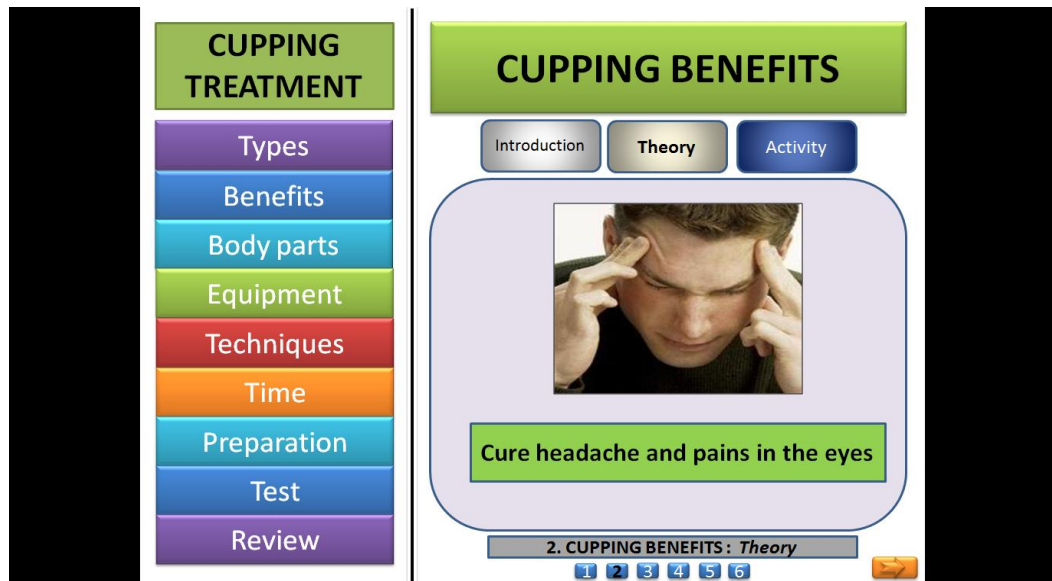 CUPPING
TREATMENT
Types
Benefits
Body parts
Equipment
Techniques
Time
Preparation
Test
Review
CUPPING BENEFITS
Introduction
Theory
Activity
Cure headache and pains in the eyes
2. CUPPING BENEFITS : Theory
1 2 3 4 5 6